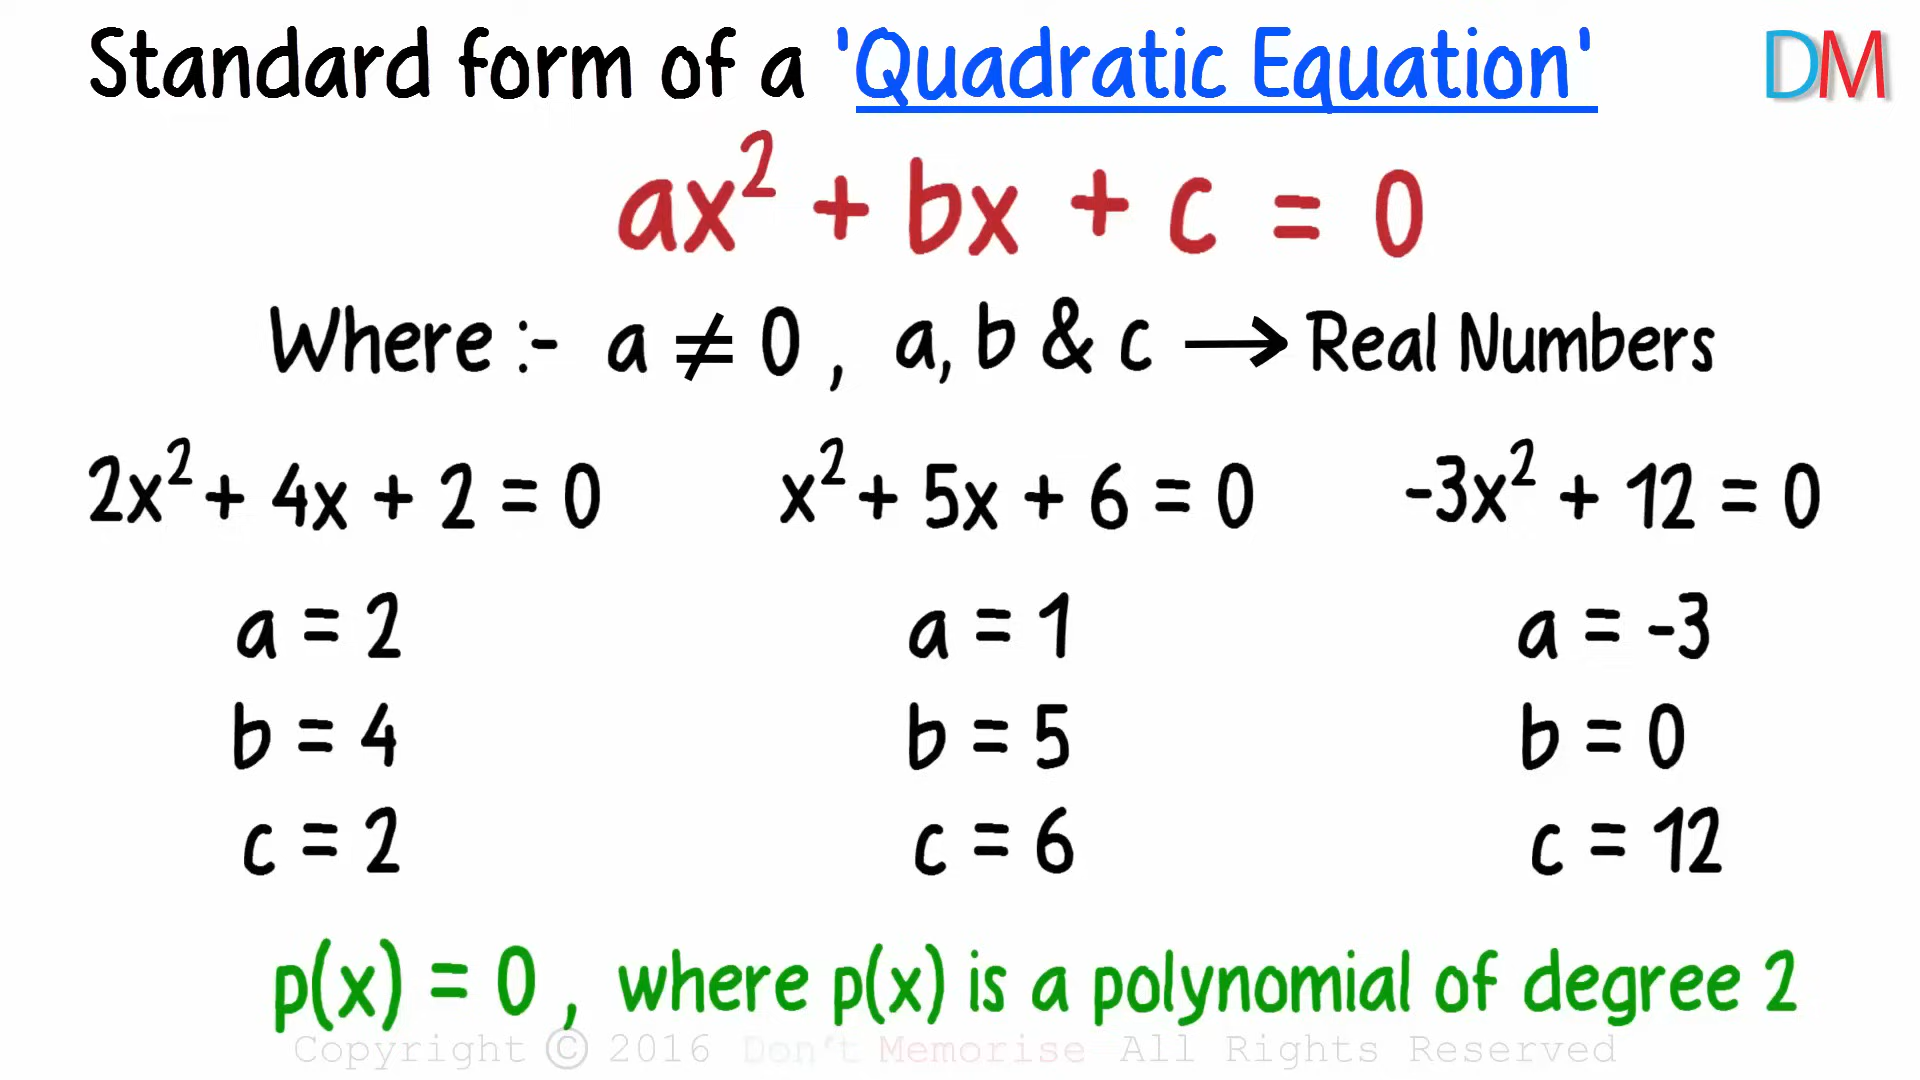 Standard form of a 'Quadratic Equation' DM
ax² + bx + c = 0
Where :- a ≠ 0 , a, b & c → Real Numbers
2x² + 4x + 2 = 0 x² + 5x + 6 = 0 -3x² + 12 = 0
a = 2 a = 1 a = -3
b = 4 b = 5 b = 0
c = 2 c = 6 c = 12
p(x) = 0 , where p(x) is a polynomial of degree 2
Copyright © 2016 Don't Memorise All Rights Reserved